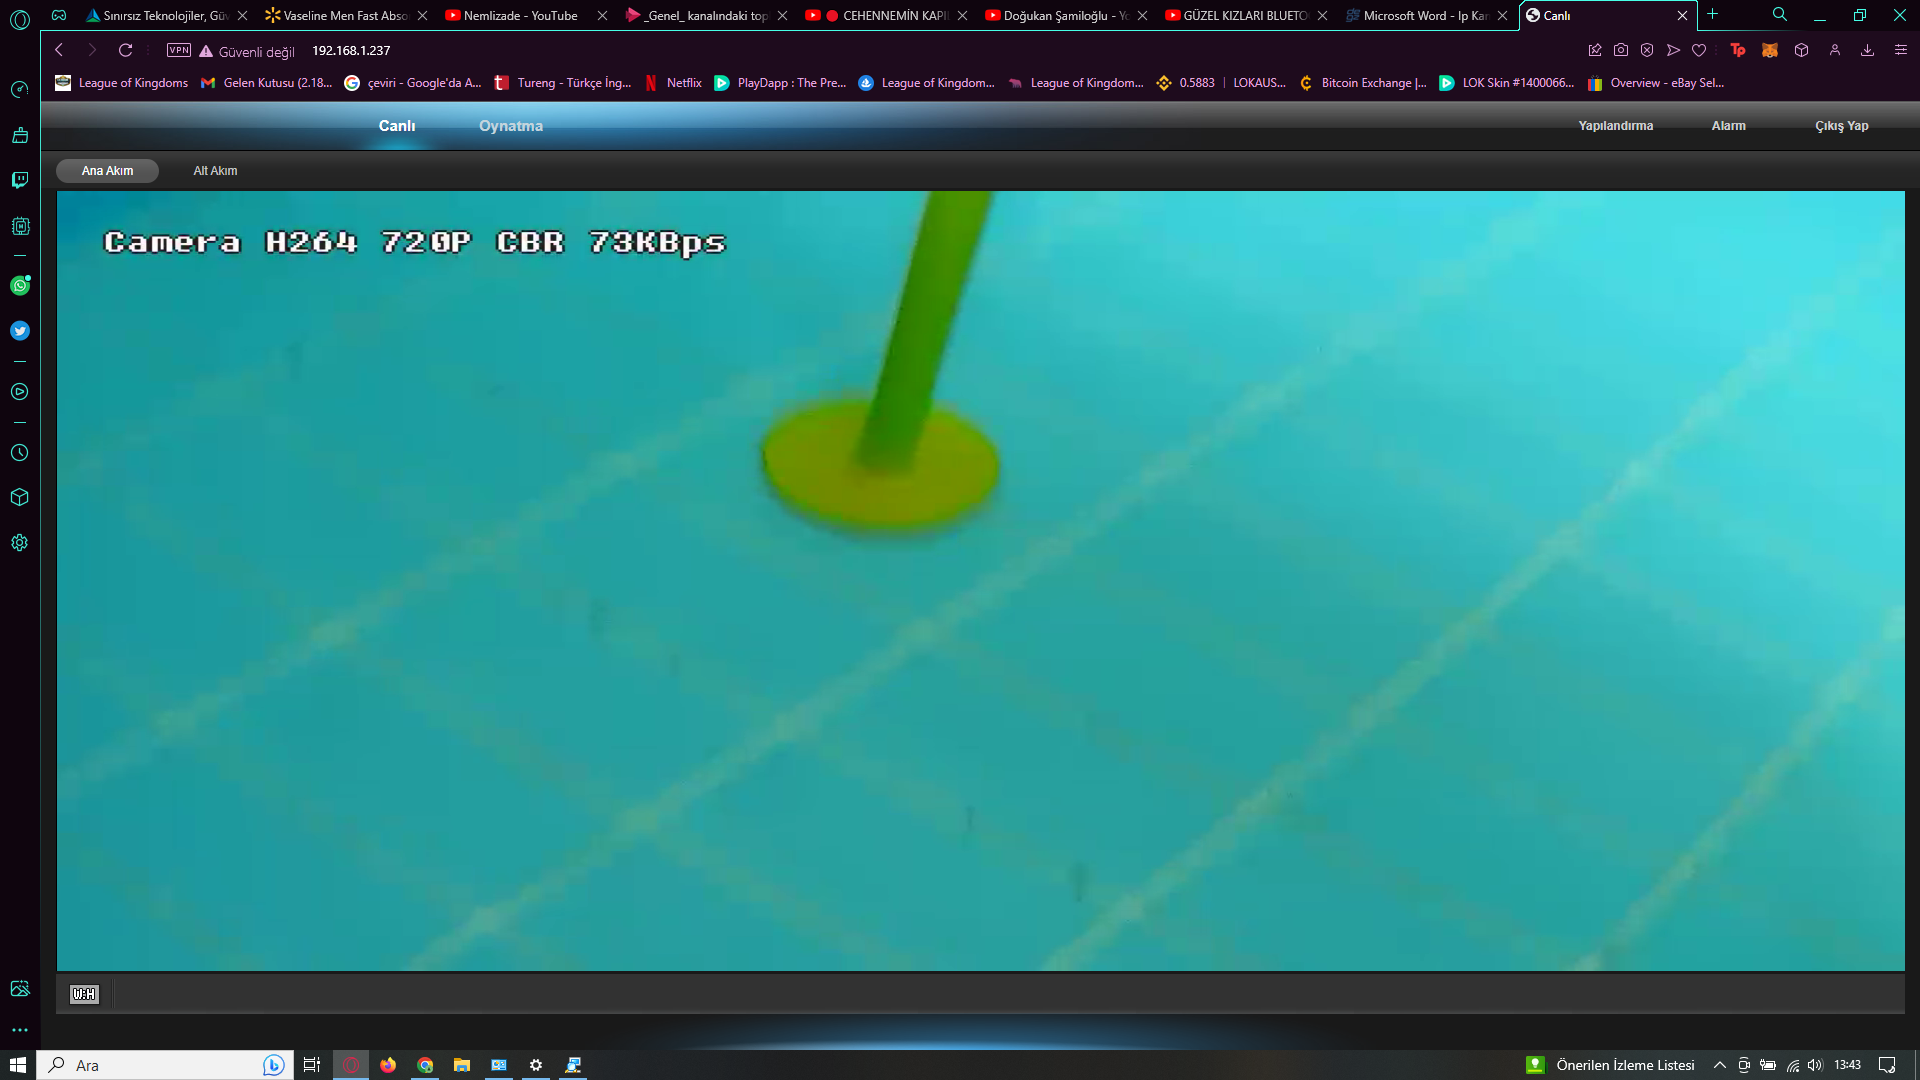 Sınırsız Teknolojiler, Gü
Vaseline Men Fast Abso
Nemlizade - YouTube
_Genel_ kanalındaki top
CEHENNEMİN KAPI
Doğukan Şamiloğlu - Yo
GÜZEL KIZLARI BLUETO
Microsoft Word - Ip Kam
Canlı
VPN
Güvenli değil
192.168.1.237
Tp
League of Kingdoms
Gelen Kutusu (2.18...
çeviri - Google'da A...
Tureng - Türkçe İng...
Netflix
PlayDapp : The Pre...
League of Kingdom...
League of Kingdom...
0.5883 | LOKAUS...
Bitcoin Exchange |...
LOK Skin #1400066...
Overview - eBay Sel...
Canlı
Oynatma
Yapılandırma
Alarm
Çıkış Yap
Ana Akım
Alt Akım
Camera H264 720P CBR 73KBps
W:H
Ara
Önerilen İzleme Listesi
13:43